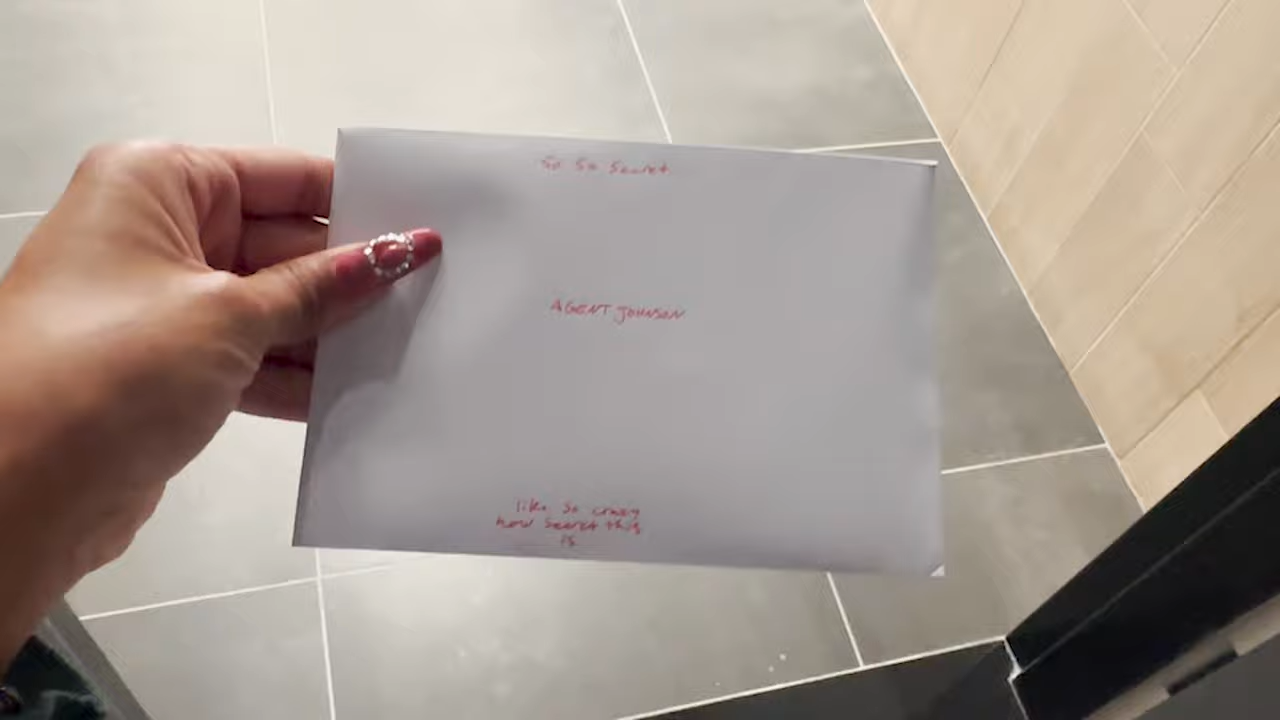 So So Secret
AGENT JOHNSON
like so crazy
how secret this
is